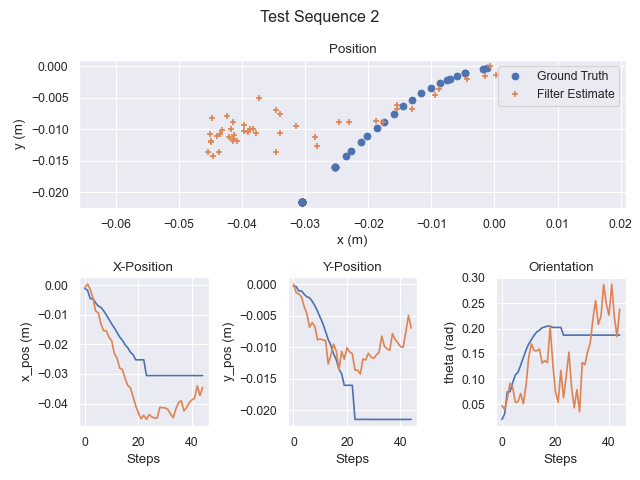 Test Sequence 2
Position
Ground Truth
Filter Estimate
0.000
−0.005
−0.010
−0.015
−0.020
y (m)
−0.06 −0.05 −0.04 −0.03 −0.02 −0.01 0.00 0.01 0.02
x (m)
X-Position
0.00
−0.01
−0.02
−0.03
−0.04
x_pos (m)
0 20 40
Steps
Y-Position
0.000
−0.005
−0.010
−0.015
−0.020
y_pos (m)
0 20 40
Steps
Orientation
0.30
0.25
0.20
0.15
0.10
0.05
theta (rad)
0 20 40
Steps